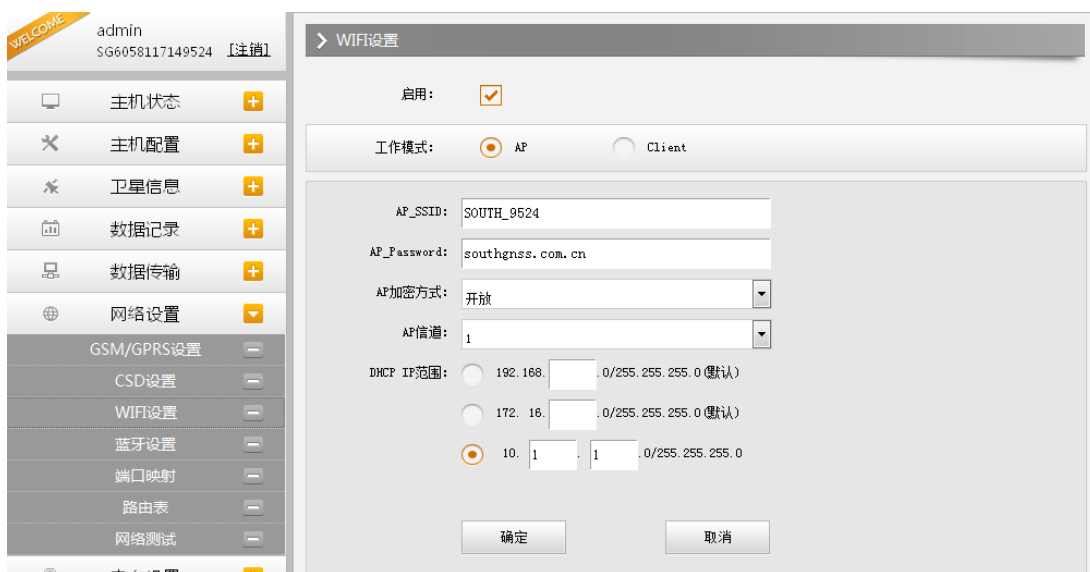 WELCOME
admin
SG6058117149524 [注销]
主机状态
主机配置
卫星信息
数据记录
数据传输
网络设置
GSM/GPRS设置
CSD设置
WIFI设置
蓝牙设置
端口映射
路由表
网络测试
WIFI设置
启用:
工作模式: AP Client
AP_SSID: SOUTH_9524
AP_Password: southgnss.com.cn
AP加密方式: 开放
AP信道: 1
DHCP IP范围: 192.168. .0/255.255.255.0(默认)
172. 16. .0/255.255.255.0(默认)
10. 1 . 1 .0/255.255.255.0
确定 取消